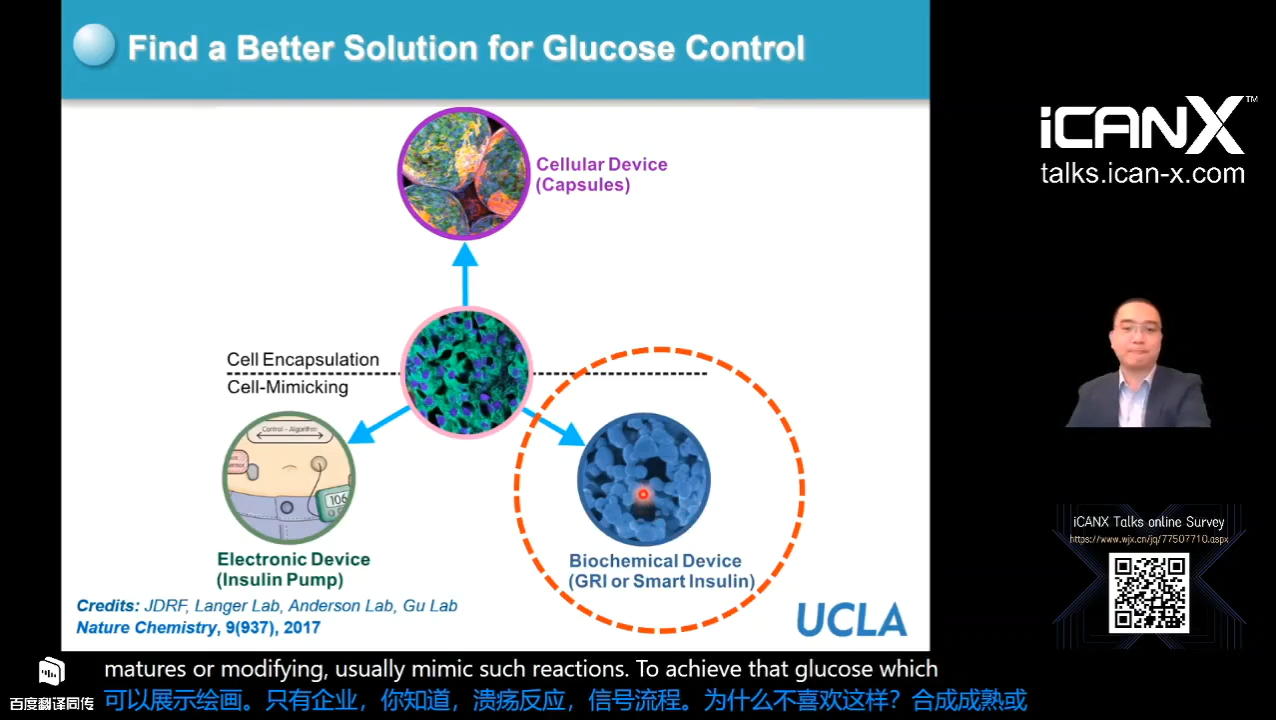 Find a Better Solution for Glucose Control
iCANX™
talks.ican-x.com
Cellular Device
(Capsules)
Cell Encapsulation
Cell-Mimicking
Control - Algorithm
106
Electronic Device
(Insulin Pump)
Biochemical Device
(GRI or Smart Insulin)
Credits: JDRF, Langer Lab, Anderson Lab, Gu Lab
Nature Chemistry, 9(937), 2017
UCLA
iCANX Talks online Survey
https://www.wjx.cn/jq/77507710.aspx
百度翻译同传
matures or modifying, usually mimic such reactions. To achieve that glucose which
可以展示绘画。只有企业，你知道，溃疡反应，信号流程。为什么不喜欢这样？合成成熟或